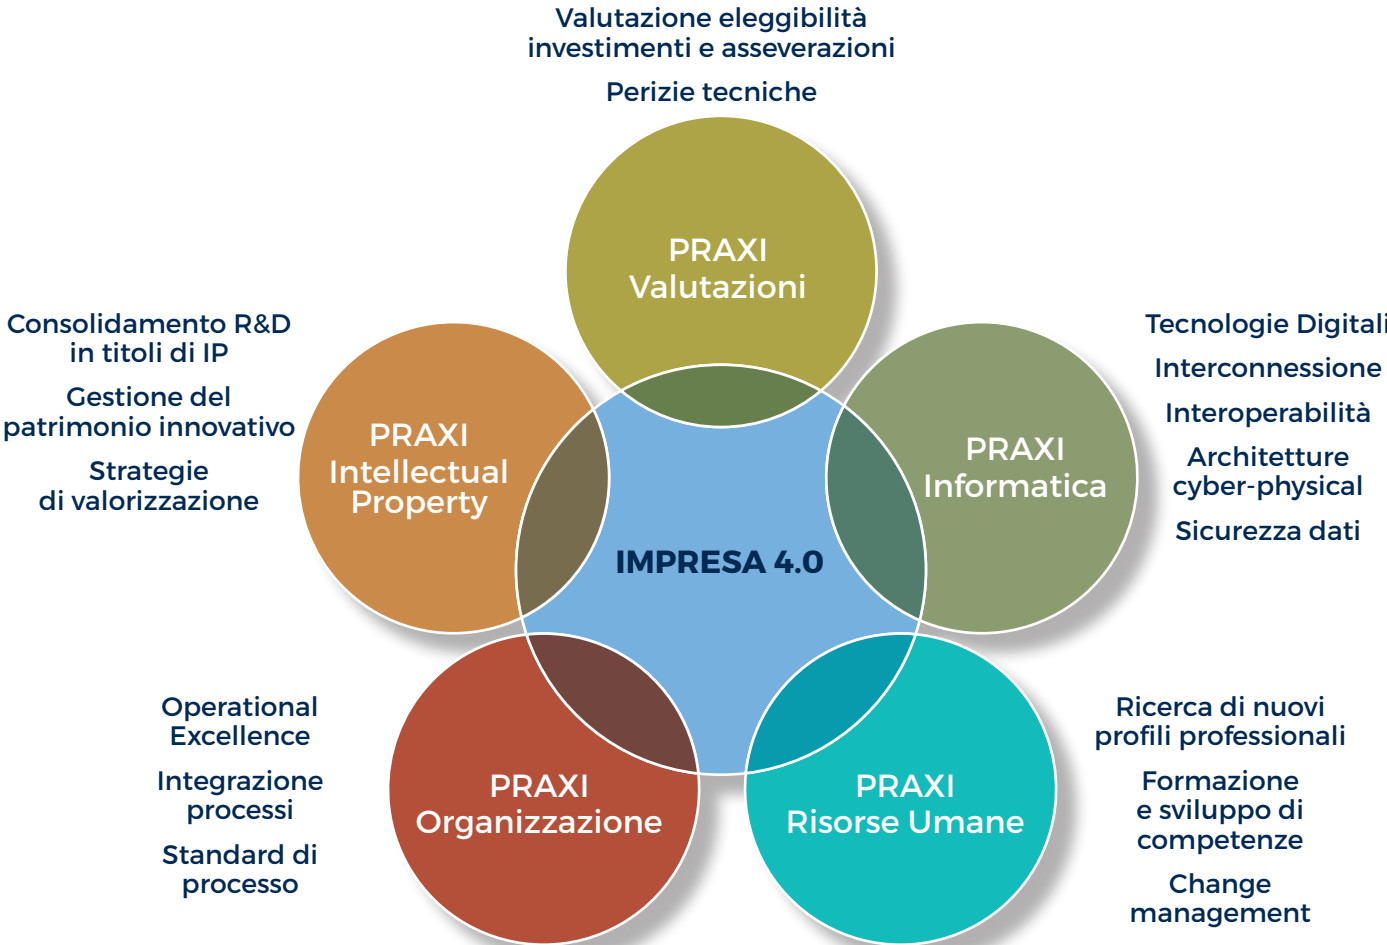 Valutazione eleggibilità
investimenti e asseverazioni
Perizie tecniche
PRAXI
Valutazioni
Consolidamento R&D
in titoli di IP
Gestione del
patrimonio innovativo
Strategie
di valorizzazione
PRAXI
Intellectual
Property
Tecnologie Digitali
Interconnessione
Interoperabilità
Architetture
cyber-physical
Sicurezza dati
PRAXI
Informatica
IMPRESA 4.0
Operational
Excellence
Integrazione
processi
Standard di
processo
PRAXI
Organizzazione
PRAXI
Risorse Umane
Ricerca di nuovi
profili professionali
Formazione
e sviluppo di
competenze
Change
management